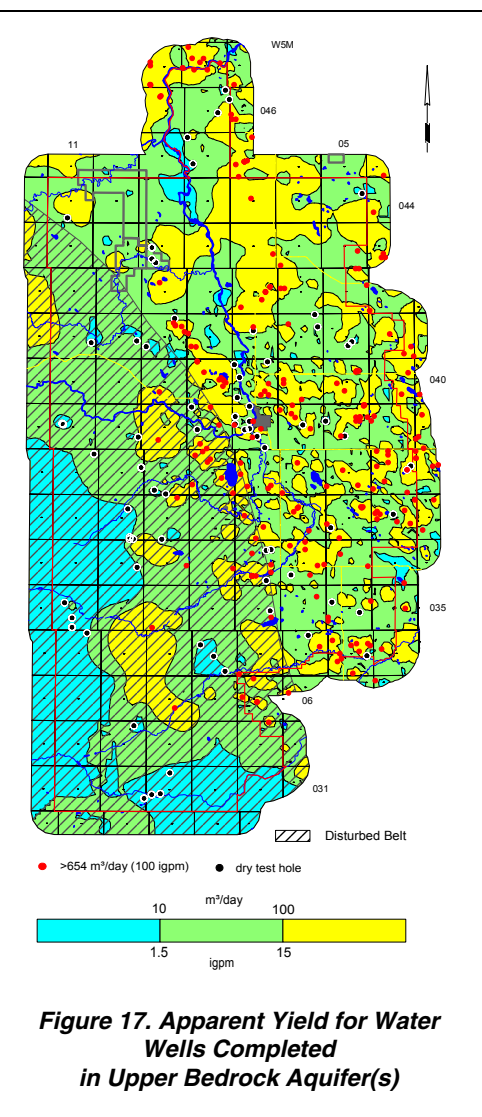 W5M
046
11
05
044
040
035
06
031
Disturbed Belt
>654 m³/day (100 igpm)
dry test hole
m³/day
10
100
1.5
15
igpm
Figure 17. Apparent Yield for Water
Wells Completed
in Upper Bedrock Aquifer(s)